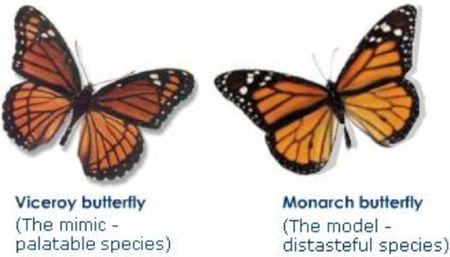 Viceroy butterfly
(The mimic -
palatable species)
Monarch butterfly
(The model -
distasteful species)